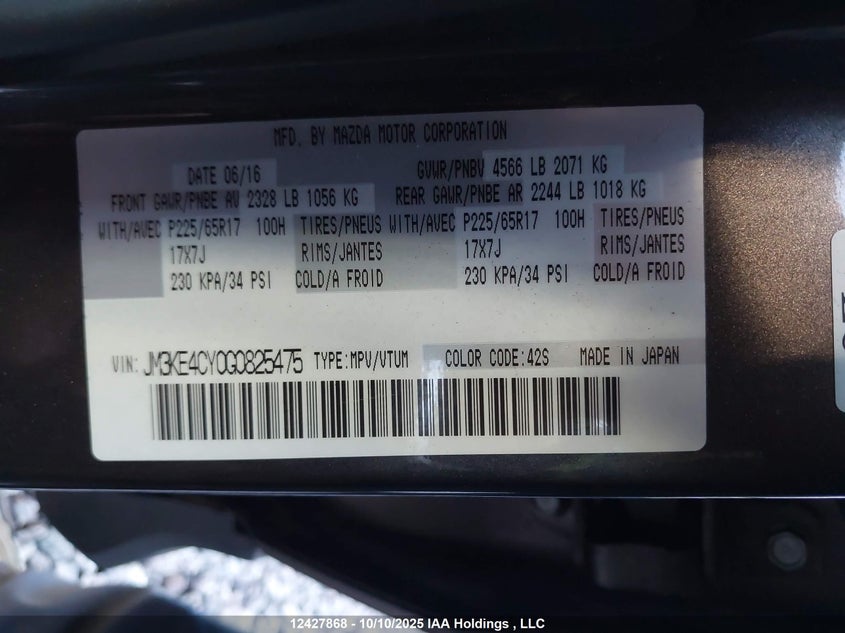 MFD. BY MAZDA MOTOR CORPORATION
DATE 06/16 GVWR/PNBV 4566 LB 2071 KG
FRONT GAWR/PNBE AV 2328 LB 1056 KG REAR GAWR/PNBE AR 2244 LB 1018 KG
WITH/AVEC P225/65R17 100H TIRES/PNEUS WITH/AVEC P225/65R17 100H TIRES/PNEUS
17X7J RIMS/JANTES 17X7J RIMS/JANTES
230 KPA/34 PSI COLD/A FROID 230 KPA/34 PSI COLD/A FROID
VIN: JM3KE4CY0G0825475 TYPE:MPV/VTUM COLOR CODE:42S MADE IN JAPAN
12427868 - 10/10/2025 IAA Holdings , LLC